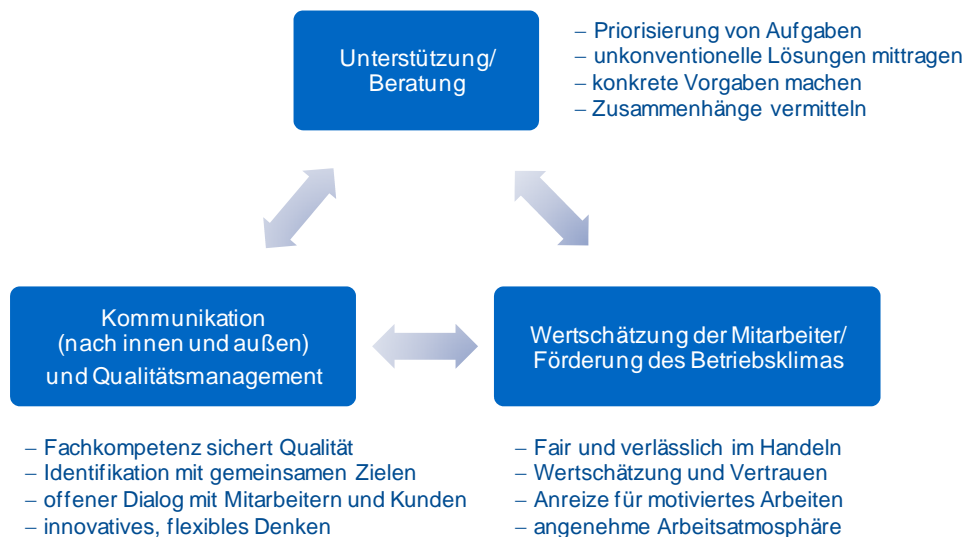 Unterstützung/
Beratung
– Priorisierung von Aufgaben
– unkonventionelle Lösungen mittragen
– konkrete Vorgaben machen
– Zusammenhänge vermitteln
Kommunikation
(nach innen und außen)
und Qualitätsmanagement
Wertschätzung der Mitarbeiter/
Förderung des Betriebsklimas
– Fachkompetenz sichert Qualität
– Identifikation mit gemeinsamen Zielen
– offener Dialog mit Mitarbeitern und Kunden
– innovatives, flexibles Denken
– Fair und verlässlich im Handeln
– Wertschätzung und Vertrauen
– Anreize für motiviertes Arbeiten
– angenehme Arbeitsatmosphäre